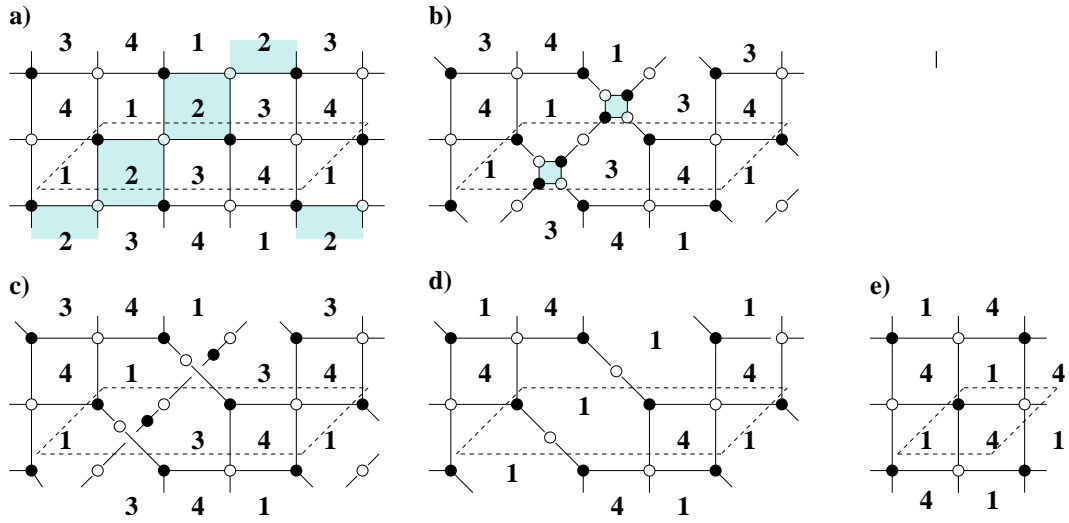 a)
3 4 1 2 3
4 1 2 3 4
1 2 3 4 1
2 3 4 1 2
b)
3 4 1 3
4 1 3 4
1 3 4 1
3 4 1
c)
3 4 1 3
4 1 3 4
1 3 4 1
3 4 1
d)
1 4 1 1
4 1 4
4 1
1 4 1
e)
1 4
4 1 4
1 4 1
4 1